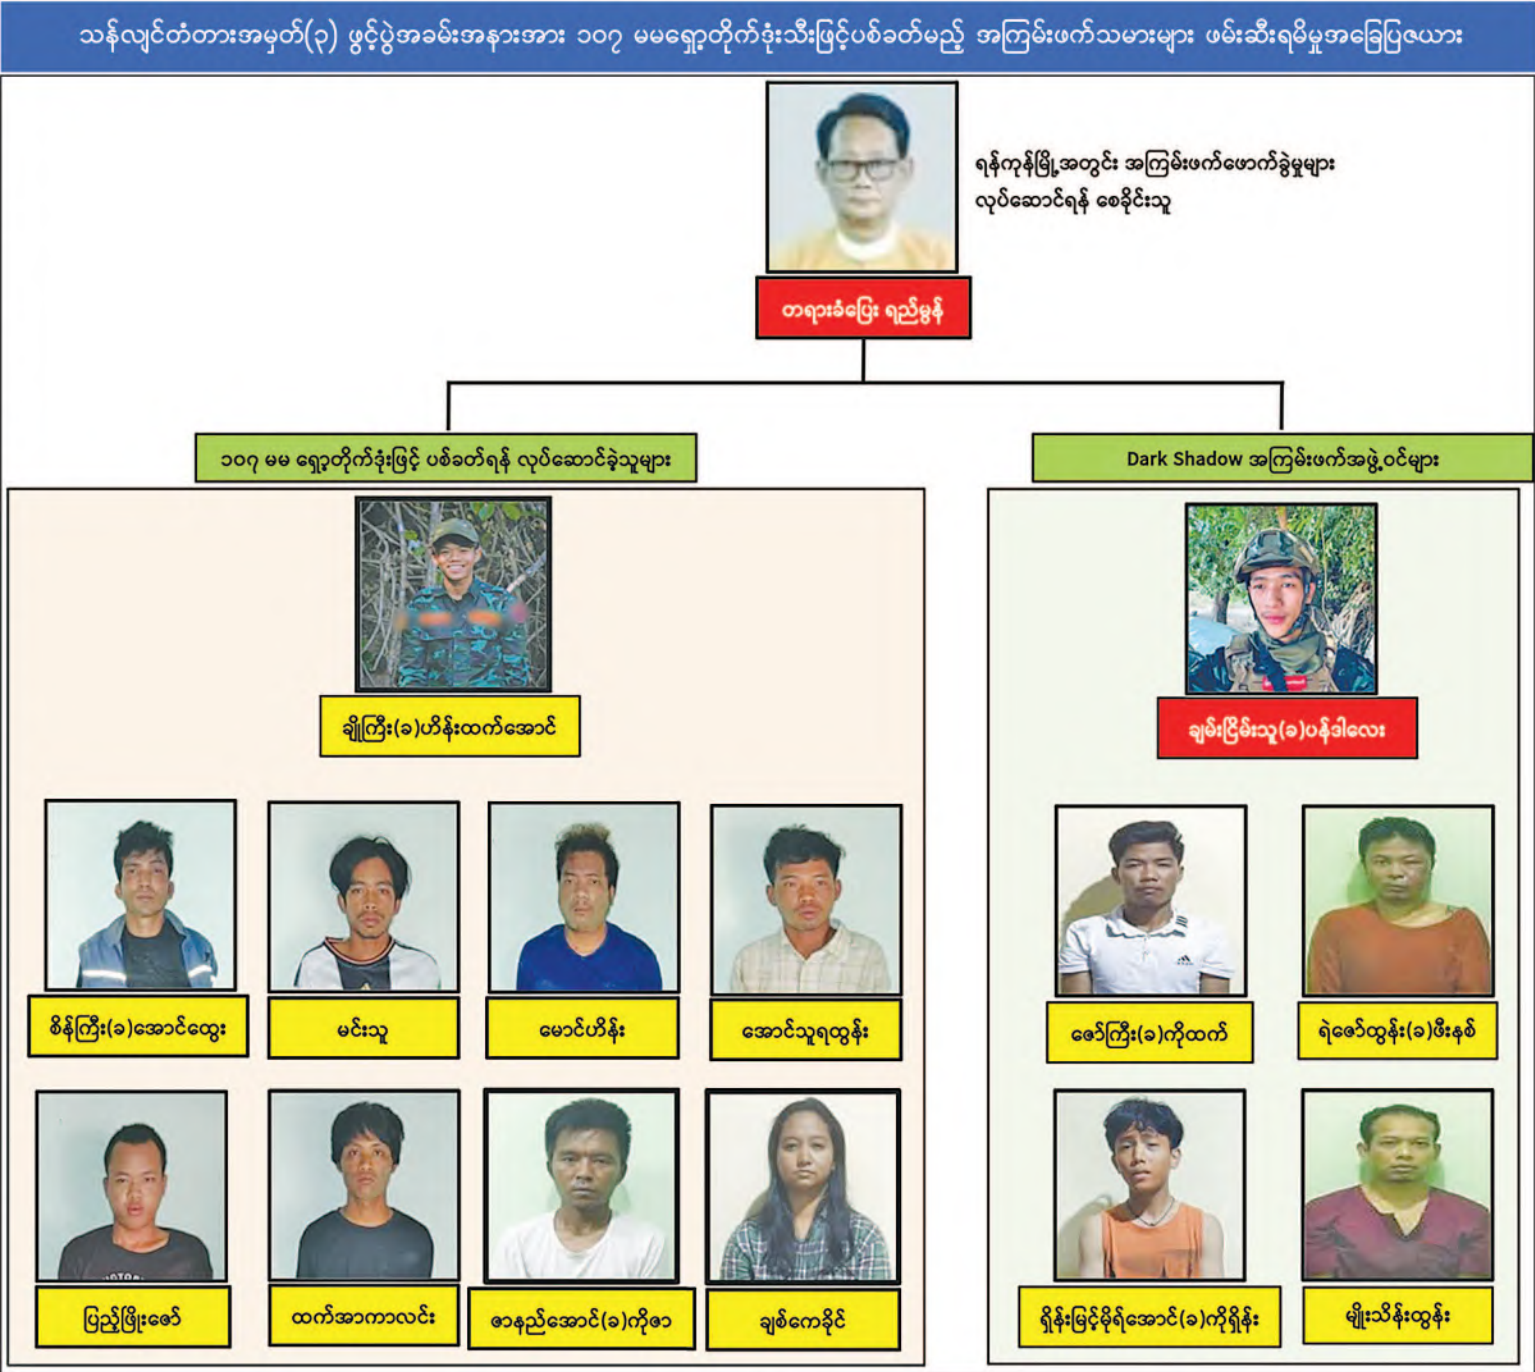 သန်လျင်တံတားအမှတ်(၃) ဖွင့်ပွဲအခမ်းအနားအား ၁၀၇ မမရှော့တိုက်ဒုံးသီးဖြင့်ပစ်ခတ်မည့် အကြမ်းဖက်သမားများ ဖမ်းဆီးရမိမှုအခြေပြဇယား
ရန်ကုန်မြို့အတွင်း အကြမ်းဖက်ဖောက်ခွဲမှုများ
လုပ်ဆောင်ရန် စေခိုင်းသူ
တရားခံပြေး ရည်မွန်
၁၀၇ မမ ရှော့တိုက်ဒုံးဖြင့် ပစ်ခတ်ရန် လုပ်ဆောင်ခဲ့သူများ
Dark Shadow အကြမ်းဖက်အဖွဲ့ဝင်များ
ချိုကြီး(ခ)ဟိန်းထက်အောင်
ချမ်းငြိမ်းသူ(ခ)ပန်ဒါလေး
စိန်ကြီး(ခ)အောင်ထွေး
မင်းသူ
မောင်ဟိန်း
အောင်သူရထွန်း
ဇော်ကြီး(ခ)ကိုထက်
ရဲဇော်ထွန်း(ခ)ဖီးနစ်
ပြည့်ဖြိုးဇော်
ထက်အာကာလင်း
ဇာနည်အောင်(ခ)ကိုဇာ
ချစ်ကေခိုင်
ရှိန်းမြင့်မိုရ်အောင်(ခ)ကိုရှိန်း
မျိုးသိန်းထွန်း